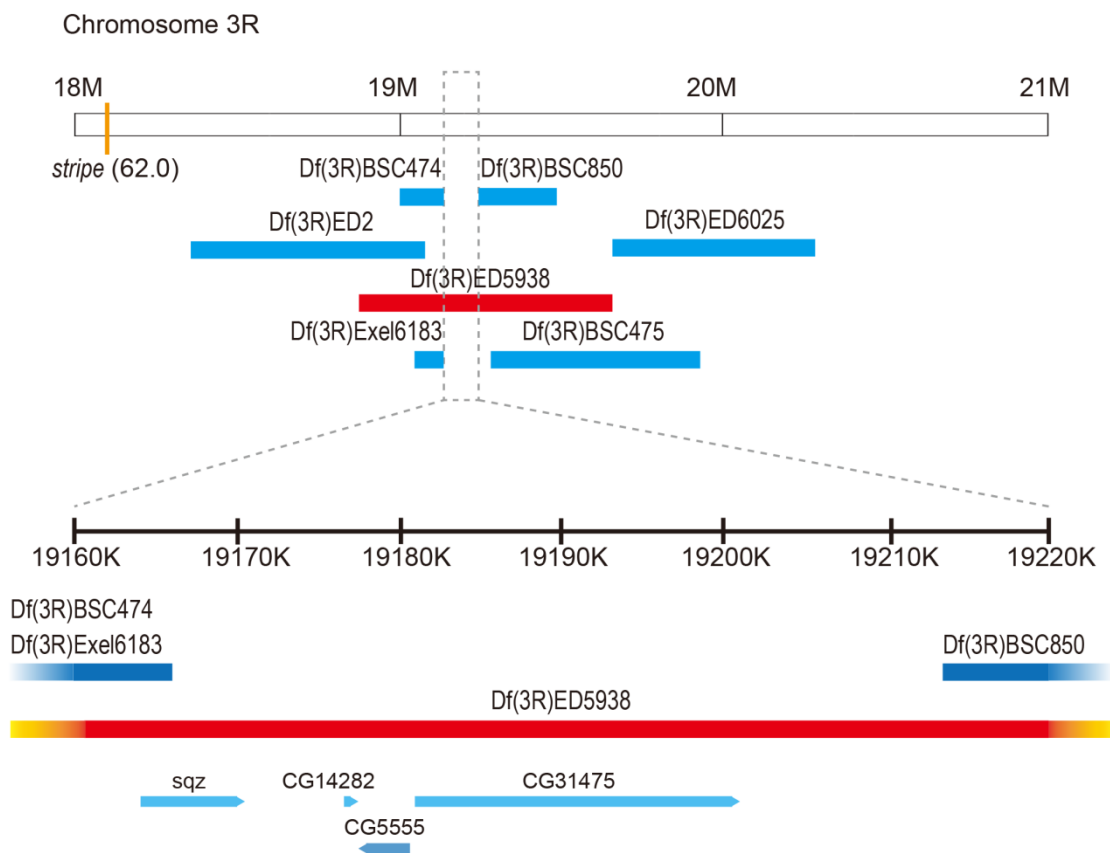 Chromosome 3R
18M 19M 20M 21M
stripe (62.0)
Df(3R)BSC474 Df(3R)BSC850
Df(3R)ED2 Df(3R)ED6025
Df(3R)ED5938
Df(3R)Exel6183 Df(3R)BSC475
19160K 19170K 19180K 19190K 19200K 19210K 19220K
Df(3R)BSC474
Df(3R)Exel6183 Df(3R)BSC850
Df(3R)ED5938
sqz CG14282 CG31475
CG5555